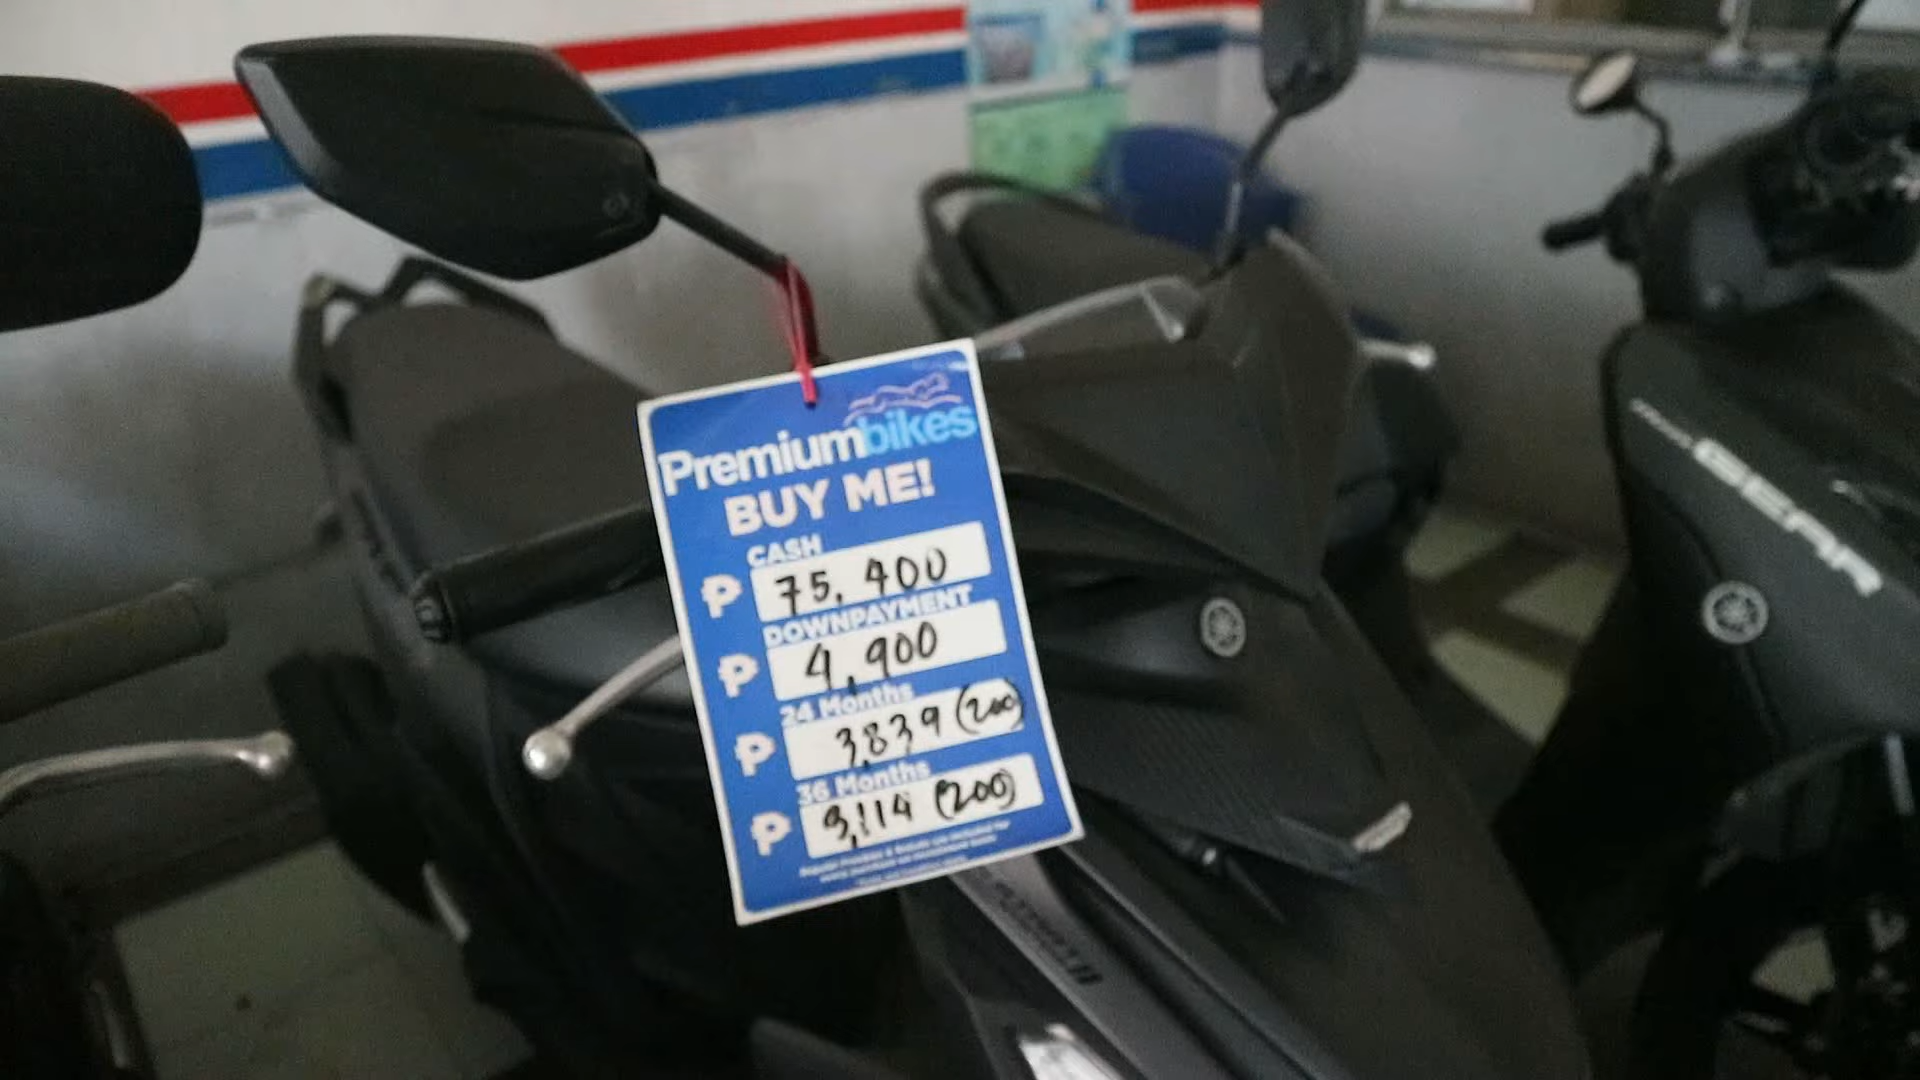 Premiumbikes
BUY ME!
CASH
₱ 75,400
DOWNPAYMENT
₱ 4,900
24 Months
₱ 3,839 (200)
36 Months
₱ 3,114 (200)
GEAR